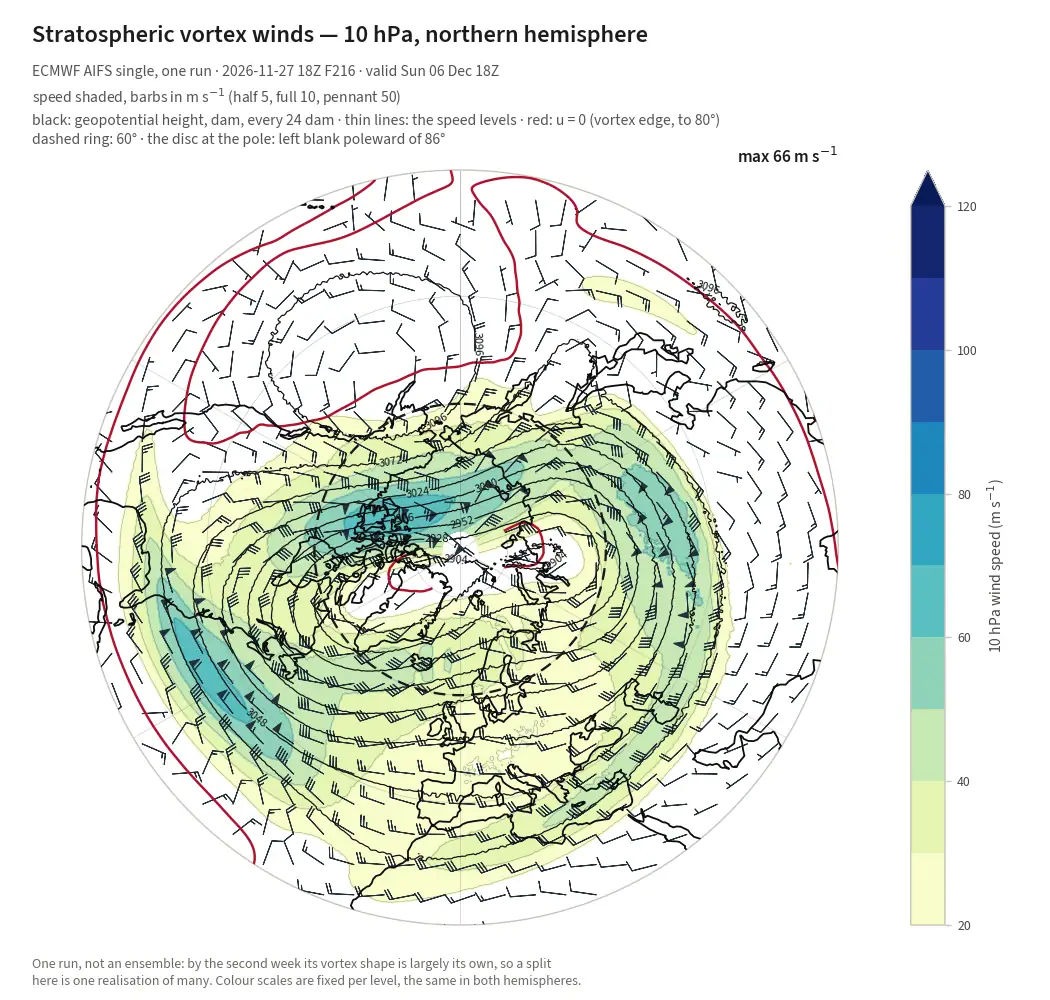 Stratospheric vortex winds — 10 hPa, northern hemisphere
ECMWF AIFS single, one run · 2026-11-27 18Z F216 · valid Sun 06 Dec 18Z
speed shaded, barbs in m s⁻¹ (half 5, full 10, pennant 50)
black: geopotential height, dam, every 24 dam · thin lines: the speed levels · red: u = 0 (vortex edge, to 80°)
dashed ring: 60° · the disc at the pole: left blank poleward of 86°
max 66 m s⁻¹
120
100
80
60
40
20
10 hPa wind speed (m s⁻¹)
3096
3096
3096
3072
3024
3000
2952
2928
2904
3048
One run, not an ensemble: by the second week its vortex shape is largely its own, so a split
here is one realisation of many. Colour scales are fixed per level, the same in both hemispheres.